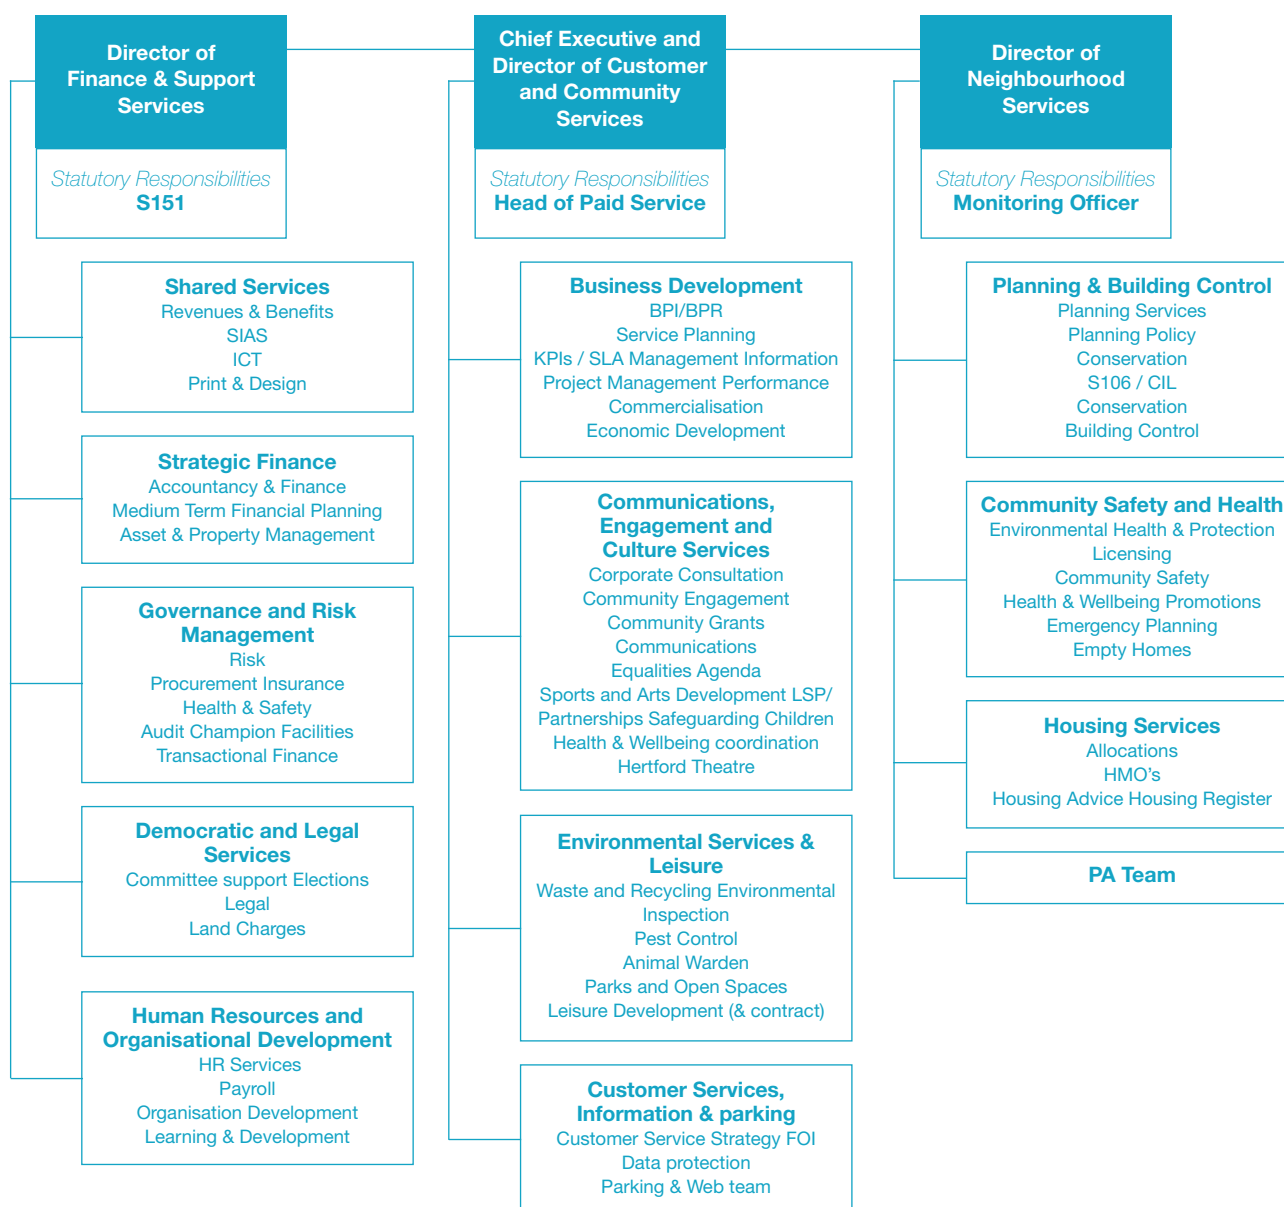 Director of
Finance & Support
Services
Statutory Responsibilities
S151
Shared Services
Revenues & Benefits
SIAS
ICT
Print & Design
Strategic Finance
Accountancy & Finance
Medium Term Financial Planning
Asset & Property Management
Governance and Risk
Management
Risk
Procurement Insurance
Health & Safety
Audit Champion Facilities
Transactional Finance
Democratic and Legal
Services
Committee support Elections
Legal
Land Charges
Human Resources and
Organisational Development
HR Services
Payroll
Organisation Development
Learning & Development
Chief Executive and
Director of Customer
and Community
Services
Statutory Responsibilities
Head of Paid Service
Business Development
BPI/BPR
Service Planning
KPIs / SLA Management Information
Project Management Performance
Commercialisation
Economic Development
Communications,
Engagement and
Culture Services
Corporate Consultation
Community Engagement
Community Grants
Communications
Equalities Agenda
Sports and Arts Development LSP/
Partnerships Safeguarding Children
Health & Wellbeing coordination
Hertford Theatre
Environmental Services &
Leisure
Waste and Recycling Environmental
Inspection
Pest Control
Animal Warden
Parks and Open Spaces
Leisure Development (& contract)
Customer Services,
Information & parking
Customer Service Strategy FOI
Data protection
Parking & Web team
Director of
Neighbourhood
Services
Statutory Responsibilities
Monitoring Officer
Planning & Building Control
Planning Services
Planning Policy
Conservation
S106 / CIL
Conservation
Building Control
Community Safety and Health
Environmental Health & Protection
Licensing
Community Safety
Health & Wellbeing Promotions
Emergency Planning
Empty Homes
Housing Services
Allocations
HMO's
Housing Advice Housing Register
PA Team